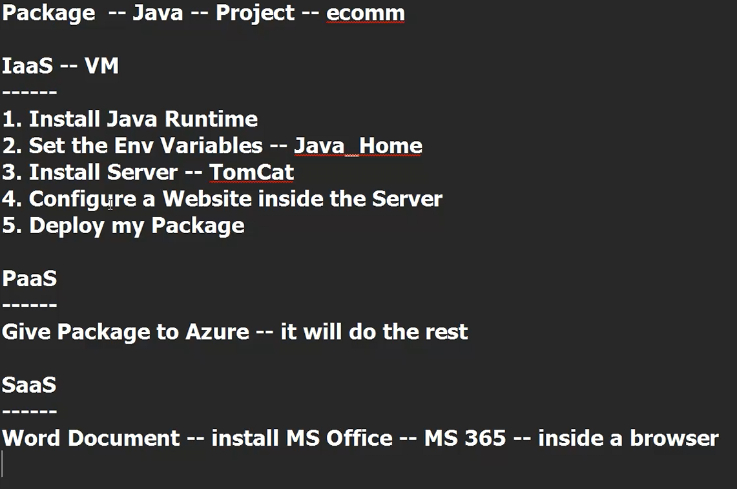 Package -- Java -- Project -- ecomm
IaaS -- VM
------
1. Install Java Runtime
2. Set the Env Variables -- Java_Home
3. Install Server -- TomCat
4. Configure a Website inside the Server
5. Deploy my Package
PaaS
------
Give Package to Azure -- it will do the rest
SaaS
------
Word Document -- install MS Office -- MS 365 -- inside a browser